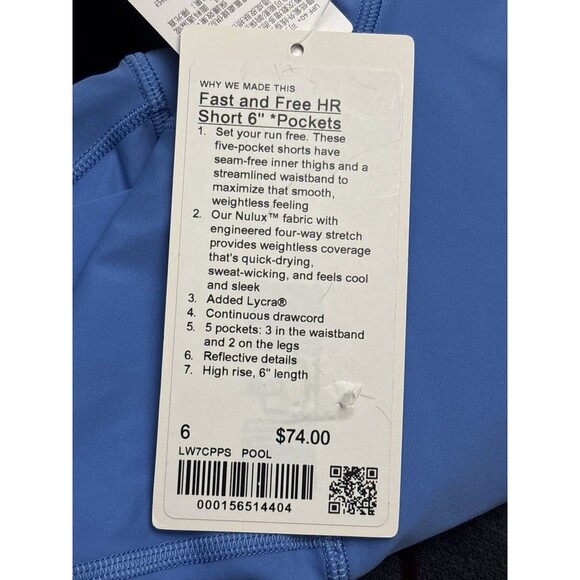 WHY WE MADE THIS
Fast and Free HR
Short 6" *Pockets
1. Set your run free. These
five-pocket shorts have
seam-free inner thighs and a
streamlined waistband to
maximize that smooth,
weightless feeling
2. Our Nulux™ fabric with
engineered four-way stretch
provides weightless coverage
that's quick-drying,
sweat-wicking, and feels cool
and sleek
3. Added Lycra®
4. Continuous drawcord
5. 5 pockets: 3 in the waistband
and 2 on the legs
6. Reflective details
7. High rise, 6" length
6 $74.00
LW7CPPS POOL
000156514404